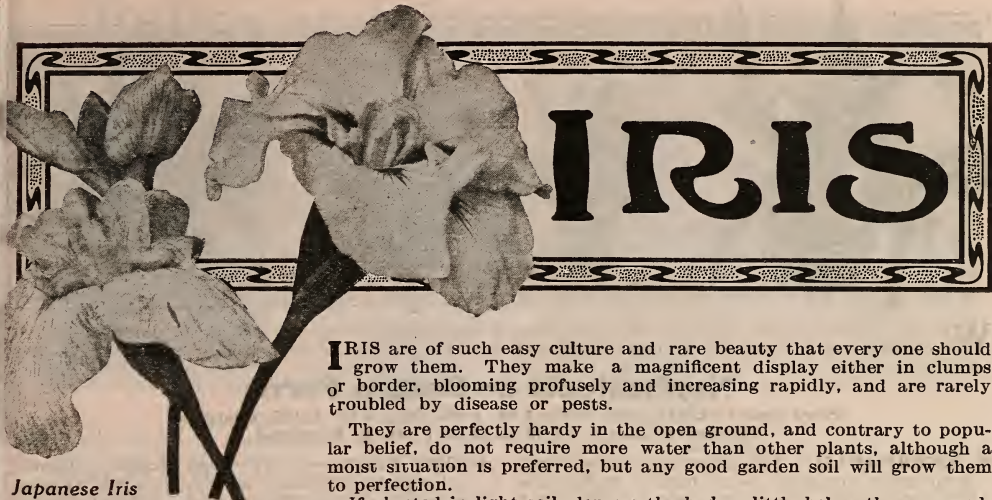 IRIS
IRIS are of such easy culture and rare beauty that every one should
grow them. They make a magnificent display either in clumps
or border, blooming profusely and increasing rapidly, and are rarely
troubled by disease or pests.
They are perfectly hardy in the open ground, and contrary to popu-
lar belief, do not require more water than other plants, although a
moist situation is preferred, but any good garden soil will grow them
to perfection.
Japanese Iris